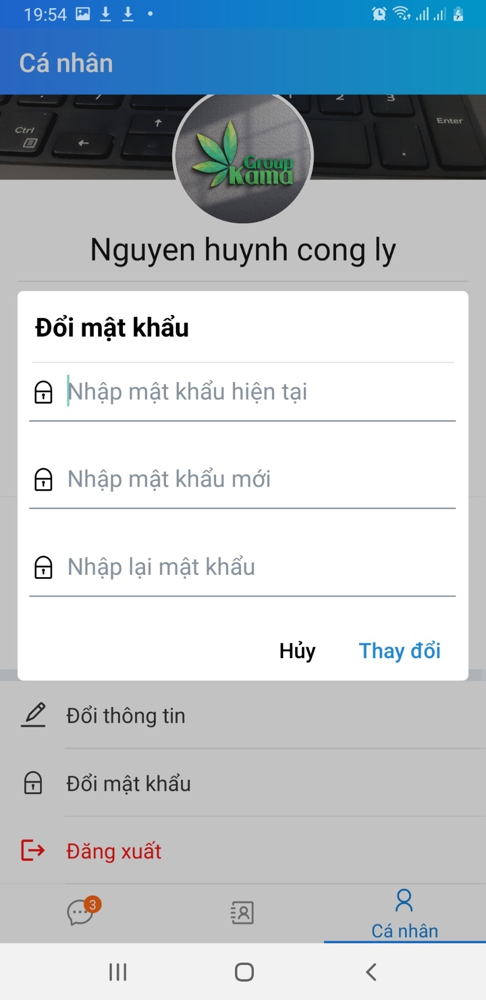 19:54
Cá nhân
2
3
Ctrl
Enter
Group
Kama
Nguyen huynh cong ly
Đổi mật khẩu
Nhập mật khẩu hiện tại
Nhập mật khẩu mới
Nhập lại mật khẩu
Hủy Thay đổi
Đổi thông tin
Đổi mật khẩu
Đăng xuất
3
Cá nhân